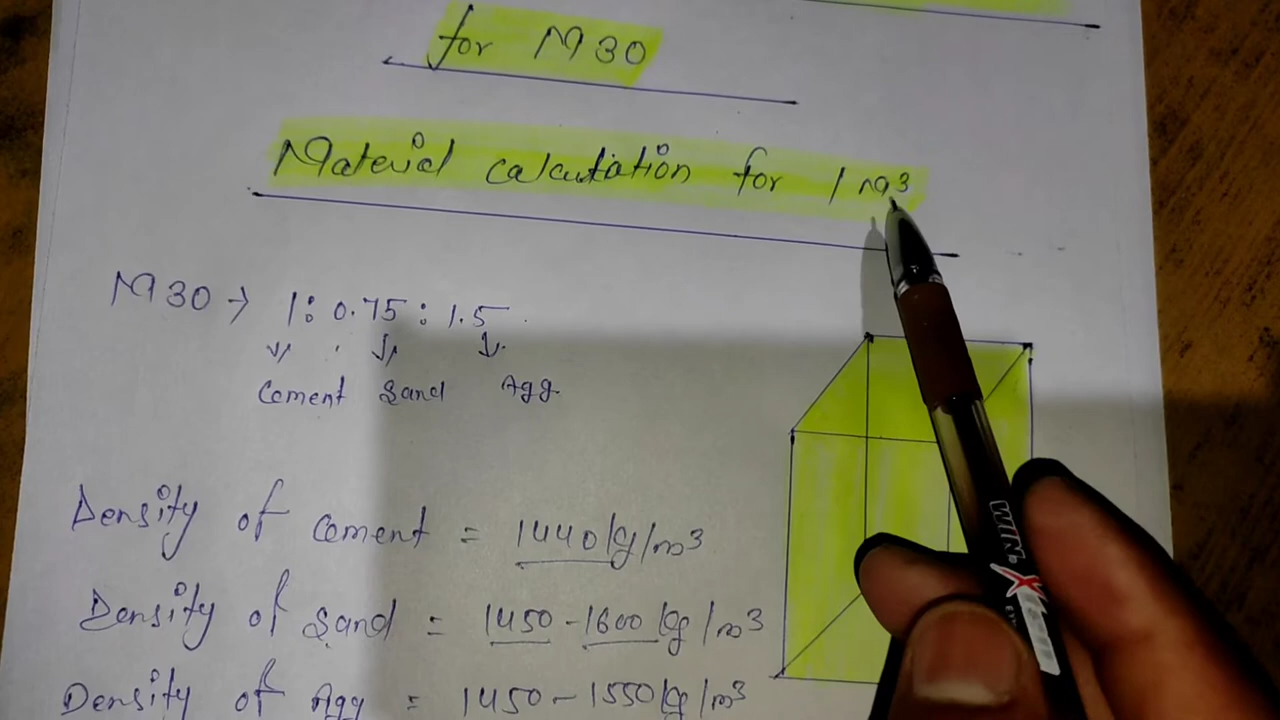 for M30
Material calculation for 1 m³
M30 → 1 : 0.75 : 1.5
Cement Sand Agg.
Density of Cement = 1440 kg/m³
Density of Sand = 1450 - 1600 kg/m³
Density of Agg = 1450 - 1550 kg/m³
WIN X